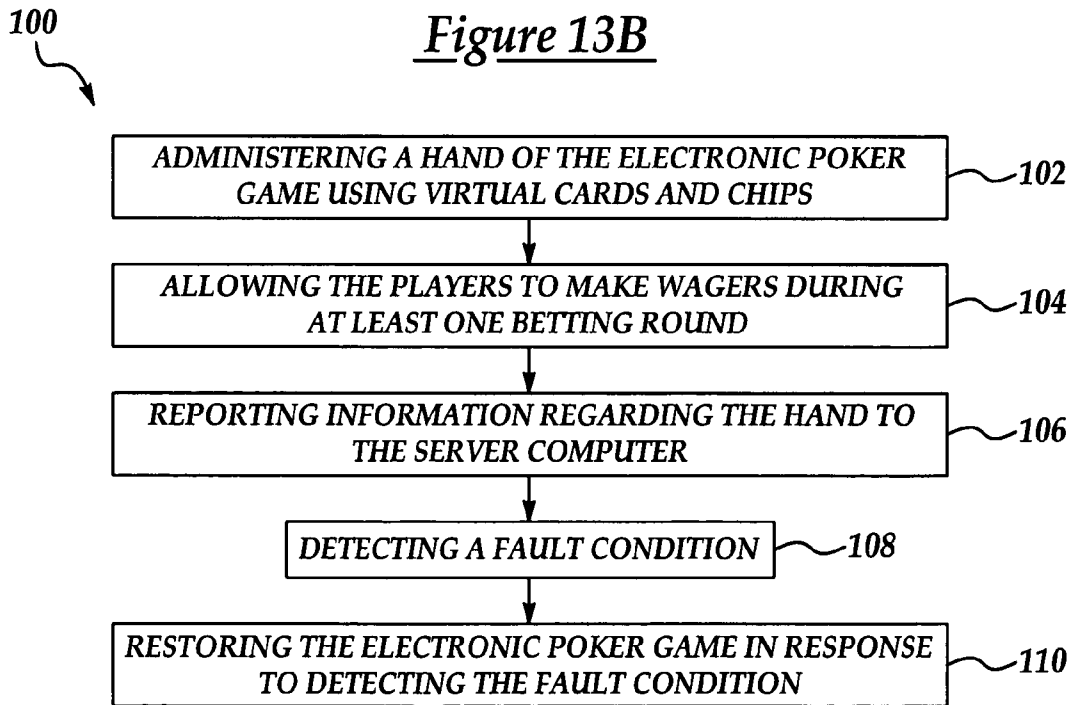 100
Figure 13B
ADMINISTERING A HAND OF THE ELECTRONIC POKER
GAME USING VIRTUAL CARDS AND CHIPS
102
ALLOWING THE PLAYERS TO MAKE WAGERS DURING
AT LEAST ONE BETTING ROUND
104
REPORTING INFORMATION REGARDING THE HAND TO
THE SERVER COMPUTER
106
DETECTING A FAULT CONDITION
108
RESTORING THE ELECTRONIC POKER GAME IN RESPONSE
TO DETECTING THE FAULT CONDITION
110